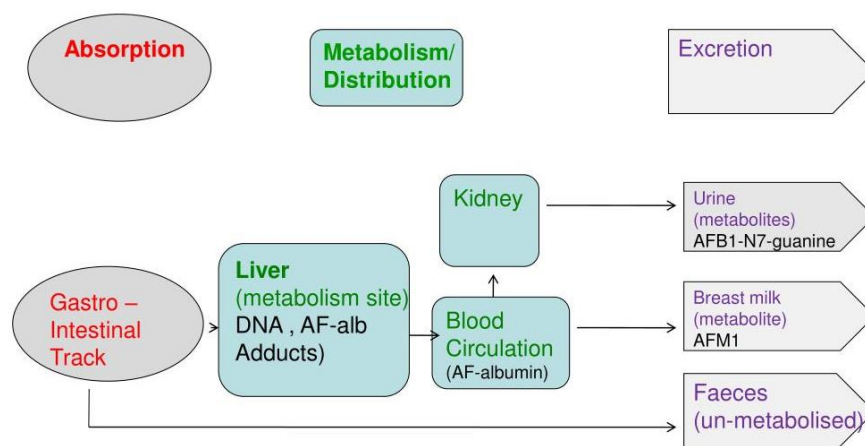 Absorption
Metabolism/
Distribution
Excretion
Gastro –
Intestinal
Track
Liver
(metabolism site)
DNA , AF-alb
Adducts)
Kidney
Blood
Circulation
(AF-albumin)
Urine
(metabolites)
AFB1-N7-guanine
Breast milk
(metabolite)
AFM1
Faeces
(un-metabolised)